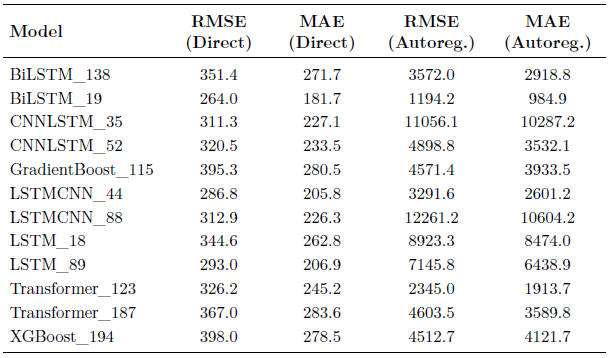 Model RMSE (Direct) MAE (Direct) RMSE (Autoreg.) MAE (Autoreg.)
BiLSTM_138 351.4 271.7 3572.0 2918.8
BiLSTM_19 264.0 181.7 1194.2 984.9
CNNLSTM_35 311.3 227.1 11056.1 10287.2
CNNLSTM_52 320.5 233.5 4898.8 3532.1
GradientBoost_115 395.3 280.5 4571.4 3933.5
LSTMCNN_44 286.8 205.8 3291.6 2601.2
LSTMCNN_88 312.9 226.3 12261.2 10604.2
LSTM_18 344.6 262.8 8923.3 8474.0
LSTM_89 293.0 206.9 7145.8 6438.9
Transformer_123 326.2 245.2 2345.0 1913.7
Transformer_187 367.0 283.6 4603.5 3589.8
XGBoost_194 398.0 278.5 4512.7 4121.7